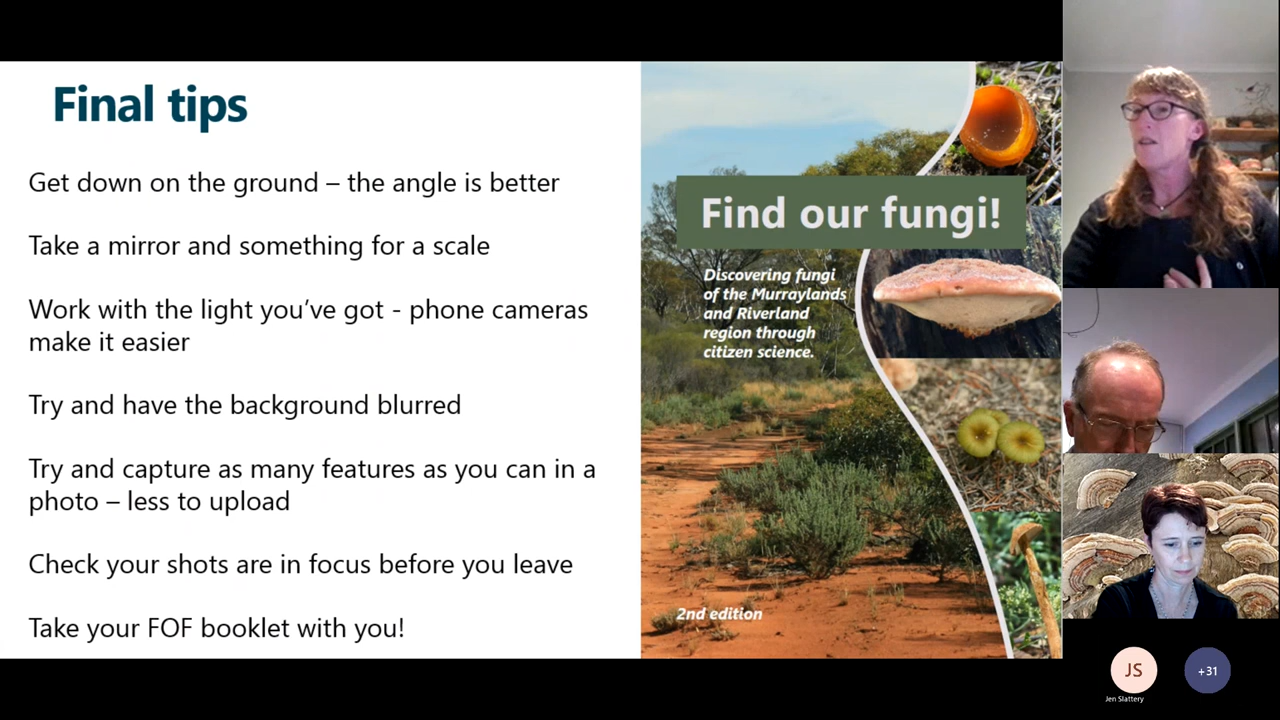 Final tips
Get down on the ground – the angle is better
Take a mirror and something for a scale
Work with the light you’ve got - phone cameras
make it easier
Try and have the background blurred
Try and capture as many features as you can in a
photo – less to upload
Check your shots are in focus before you leave
Take your FOF booklet with you!
Find our fungi!
Discovering fungi
of the Murraylands
and Riverland
region through
citizen science.
2nd edition
JS
+31
Jen Slattery